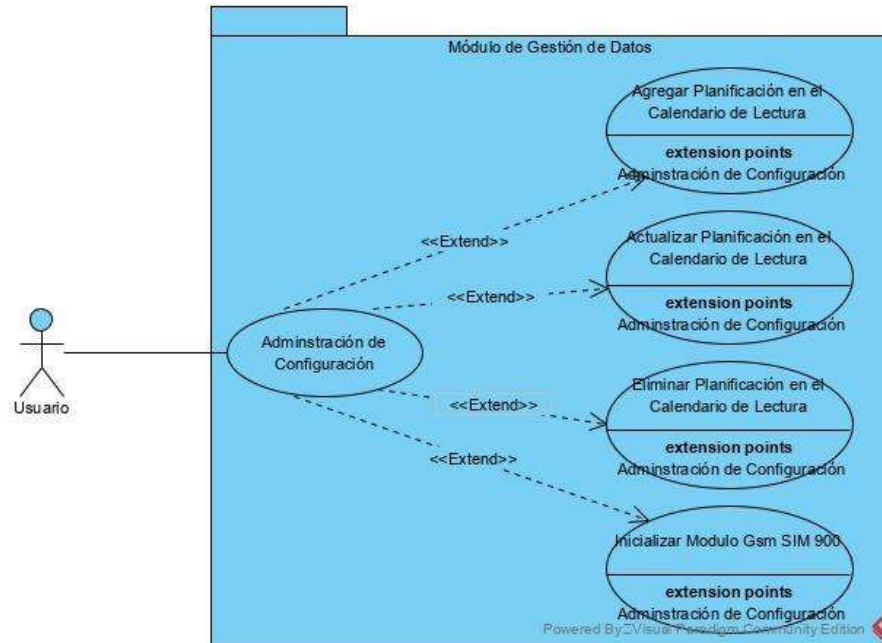 Módulo de Gestión de Datos
Agregar Planificación en el
Calendario de Lectura
extension points
Adminstración de Configuración
<<Extend>>
Actualizar Planificación en el
Calendario de Lectura
extension points
Adminstración de Configuración
<<Extend>>
Adminstración de
Configuración
Usuario
Eliminar Planificación en el
Calendario de Lectura
extension points
Adminstración de Configuración
<<Extend>>
<<Extend>>
Inicializar Modulo Gsm SIM 900
extension points
Adminstración de Configuración
Powered By Visual Paradigm Community Edition